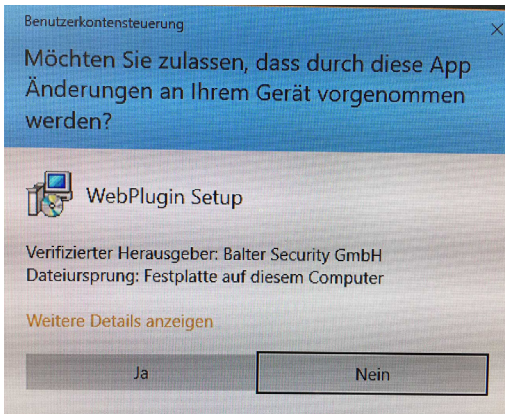 Benutzerkontensteuerung
Möchten Sie zulassen, dass durch diese App
Änderungen an Ihrem Gerät vorgenommen
werden?
WebPlugin Setup
Verifizierter Herausgeber: Balter Security GmbH
Dateiursprung: Festplatte auf diesem Computer
Weitere Details anzeigen
Ja
Nein